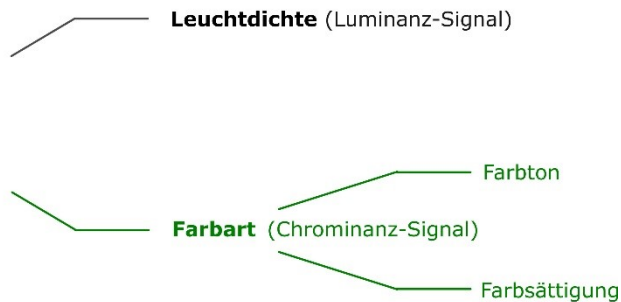 Leuchtdichte (Luminanz-Signal)
Farbton
Farbart (Chrominanz-Signal)
Farbsättigung